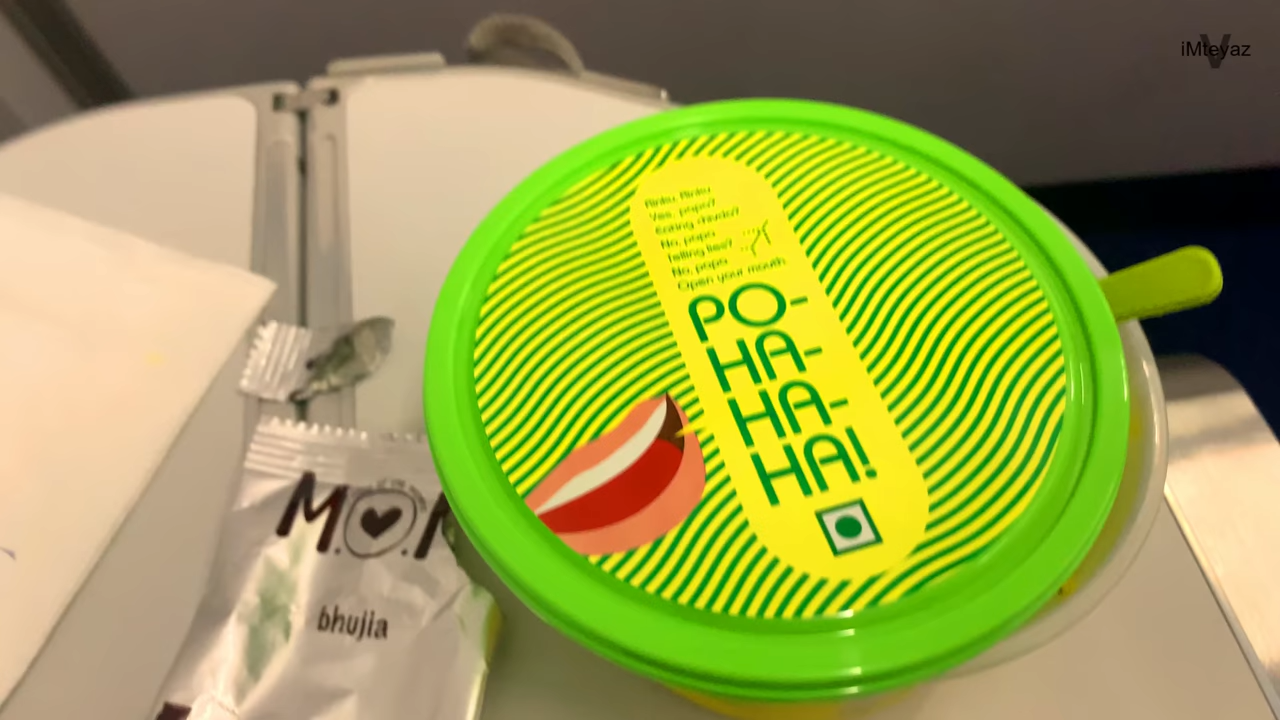 iMteyaz
Rinku, Rinku
Yes, papa?
Eating chivda?
No, papa
Telling lies?
No, papa
Open your mouth
PO-
HA-
HA-
HA!
M.O.
bhujia